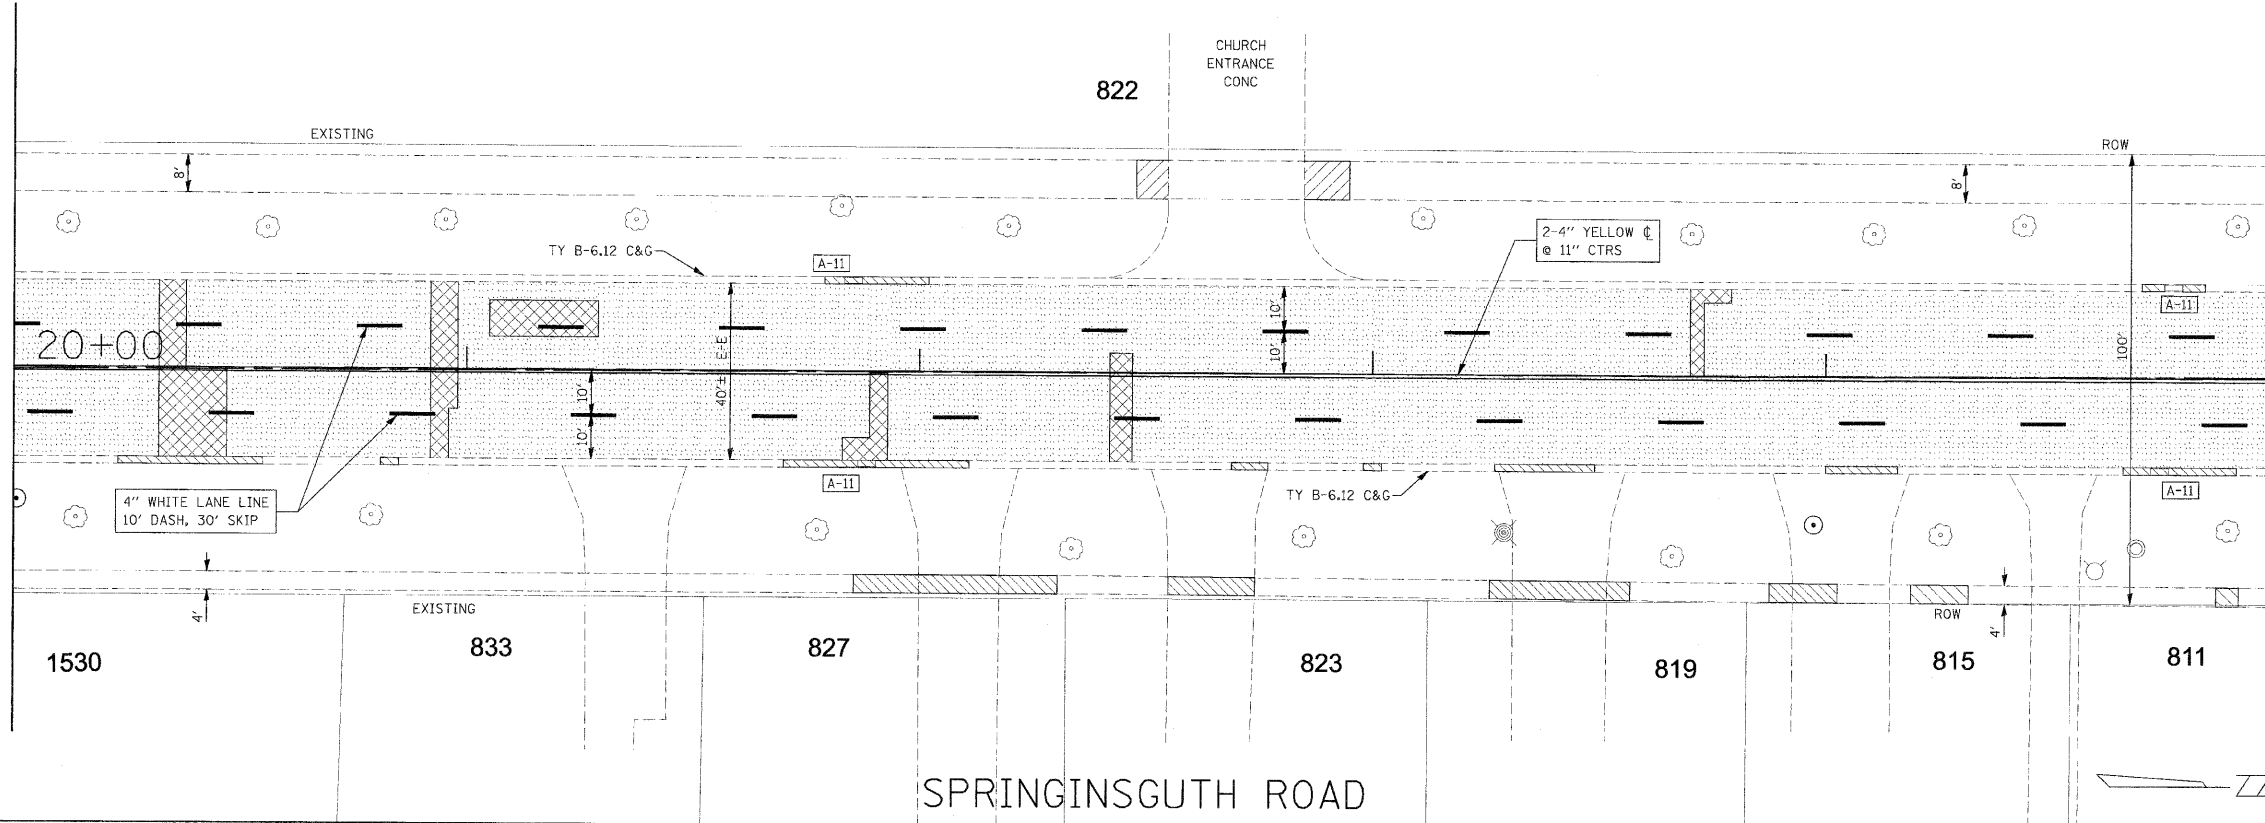 CHURCH
ENTRANCE
CONC
822
EXISTING
ROW
8'
8'
2-4" YELLOW ℄
@ 11" CTRS
TY B-6.12 C&G
A-11
A-11
20+00
10'
10'
10'
10'
40'± E-E
100'
4" WHITE LANE LINE
10' DASH, 30' SKIP
A-11
TY B-6.12 C&G
A-11
4'
EXISTING
ROW
4'
1530
833
827
823
819
815
811
SPRINGINSGUTH ROAD